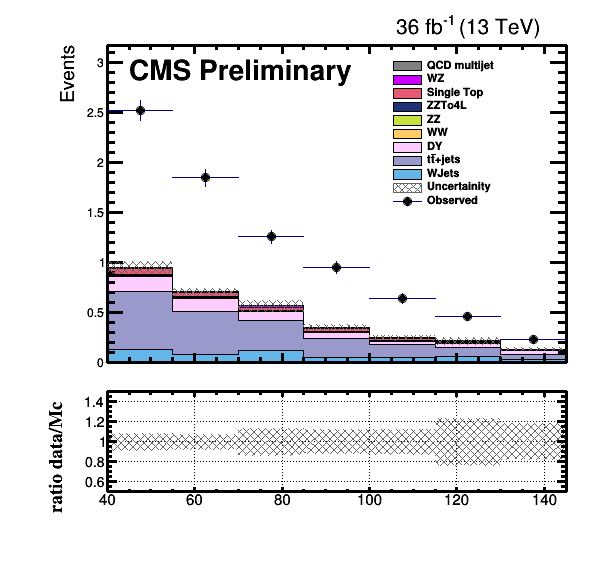 36 fb-1 (13 TeV)
Events
CMS Preliminary
QCD multijet
WZ
Single Top
ZZTo4L
ZZ
WW
DY
tt̄+jets
WJets
Uncertainity
Observed
3
2.5
2
1.5
1
0.5
0
ratio data/Mc
1.4
1.2
1
0.8
0.6
40 60 80 100 120 140